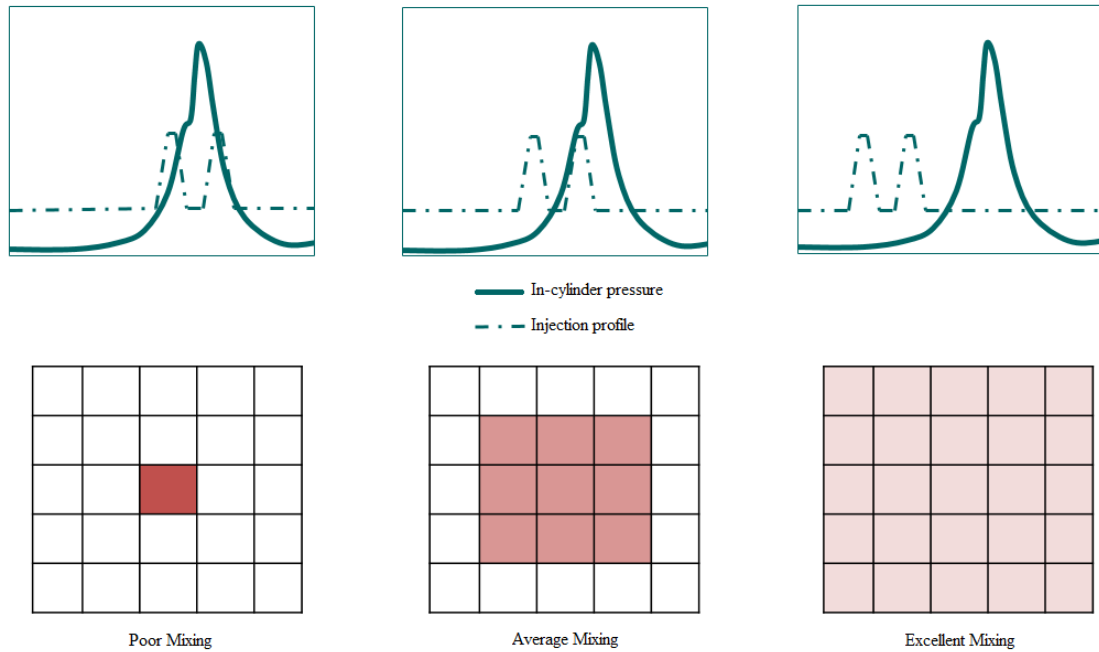 In-cylinder pressure
Injection profile
Poor Mixing
Average Mixing
Excellent Mixing